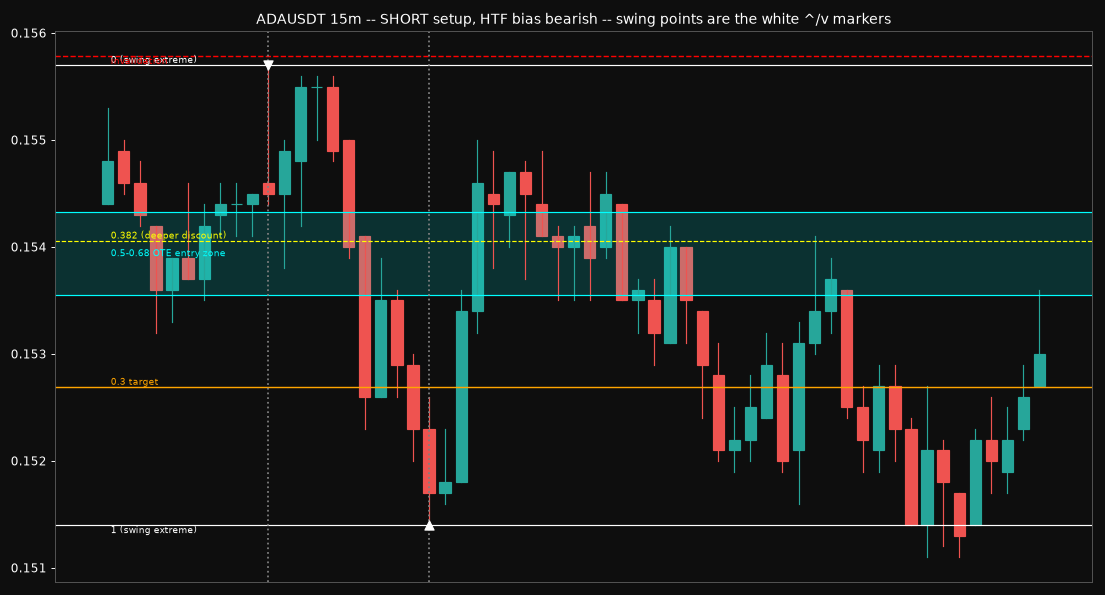 ADAUSDT 15m -- SHORT setup, HTF bias bearish -- swing points are the white ^/v markers
0.156
0 (swing extreme)
0.155
0.382 (deeper discount)
0.154
0.5-0.68 OTE entry zone
0.153
0.3 target
0.152
1 (swing extreme)
0.151